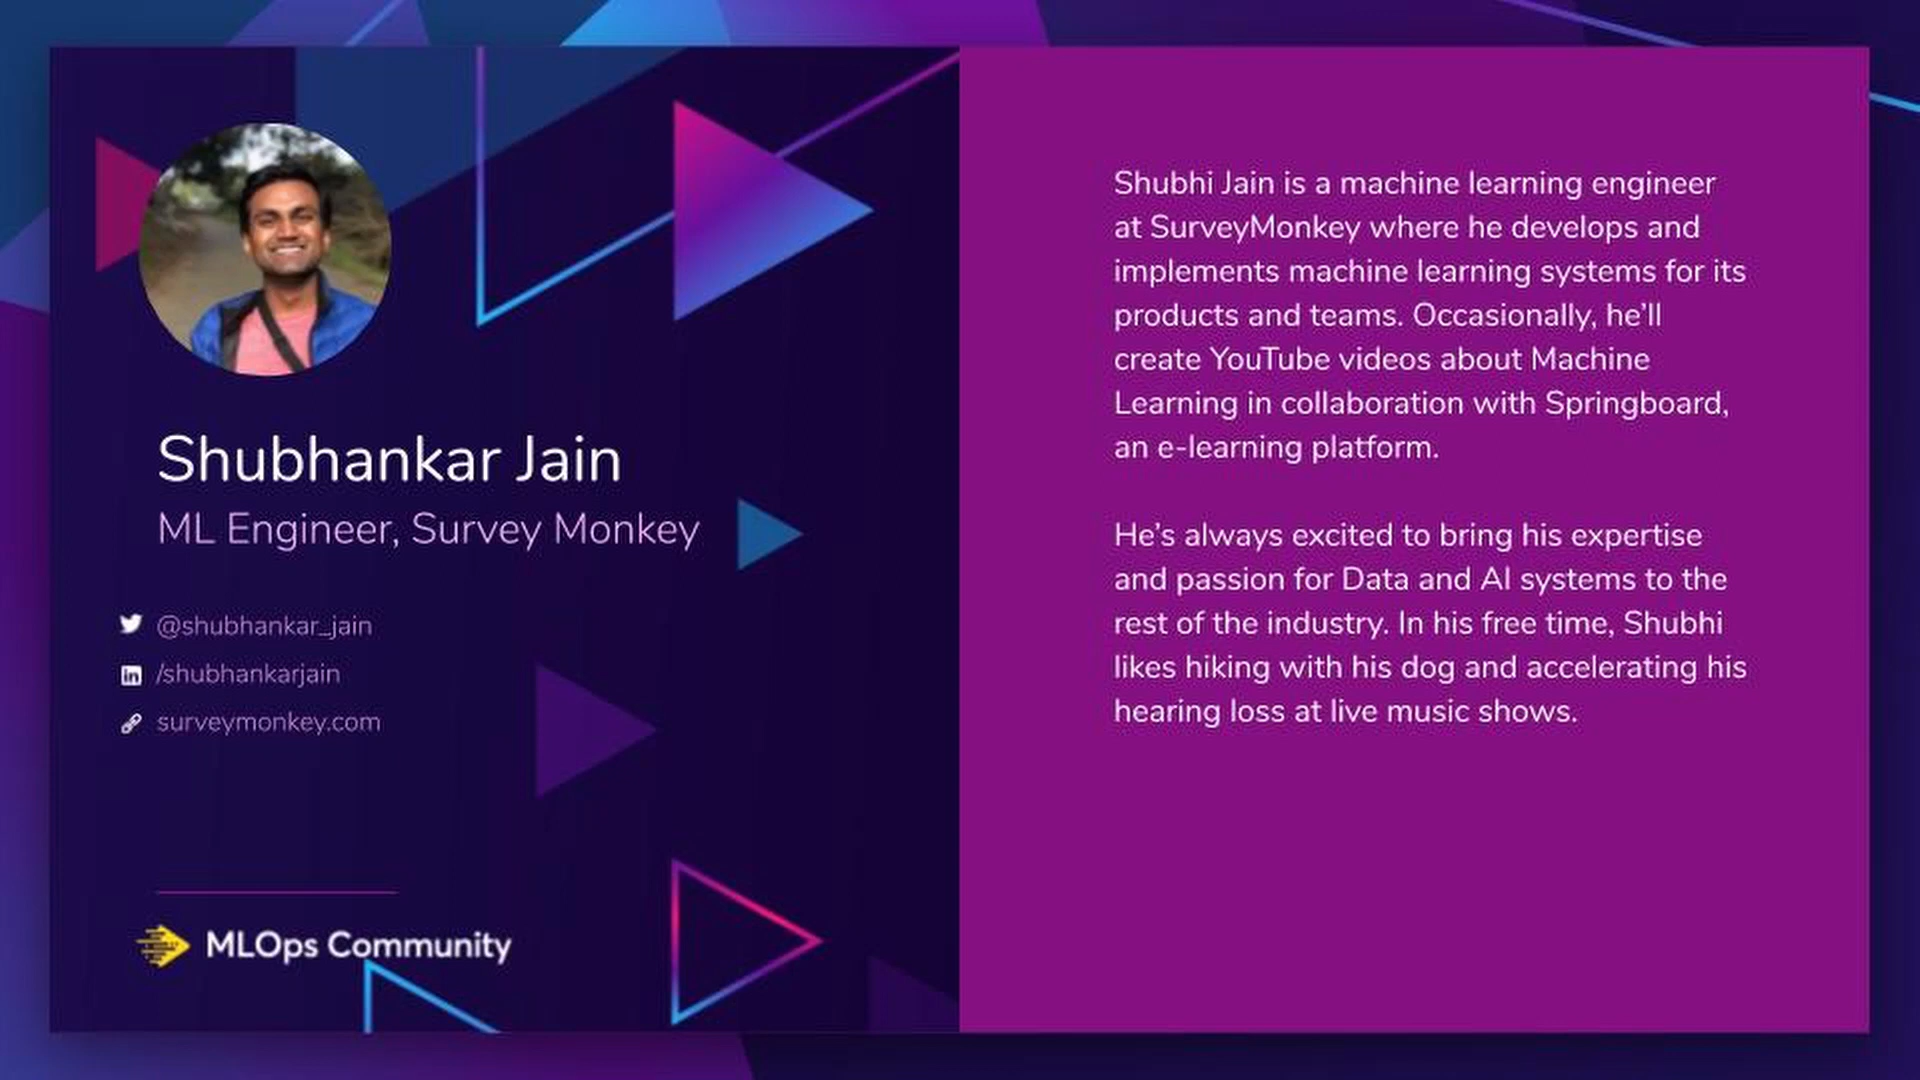 Shubhankar Jain
ML Engineer, Survey Monkey
@shubhankar_jain
/shubhankarjain
surveymonkey.com
MLOps Community
Shubhi Jain is a machine learning engineer
at SurveyMonkey where he develops and
implements machine learning systems for its
products and teams. Occasionally, he’ll
create YouTube videos about Machine
Learning in collaboration with Springboard,
an e-learning platform.
He’s always excited to bring his expertise
and passion for Data and AI systems to the
rest of the industry. In his free time, Shubhi
likes hiking with his dog and accelerating his
hearing loss at live music shows.